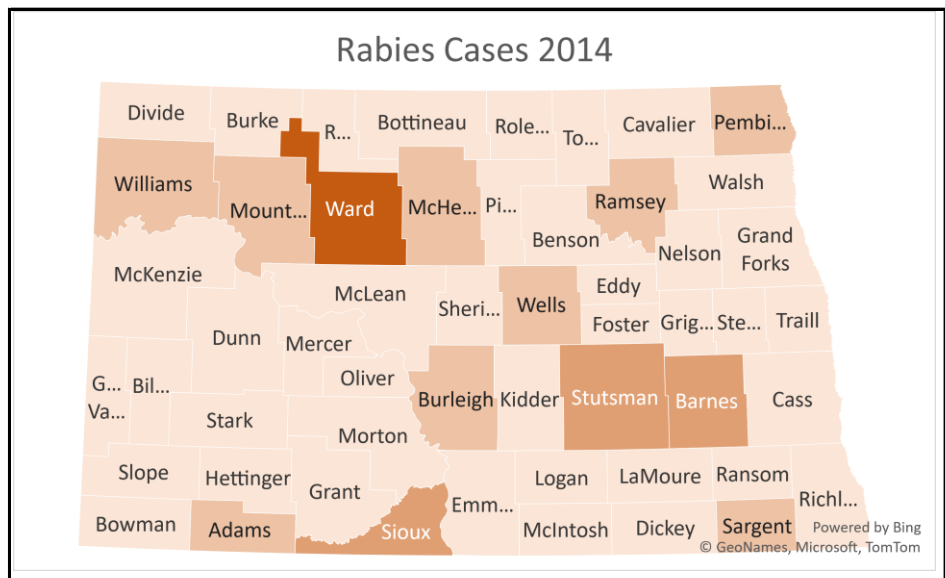 Rabies Cases 2014
Divide
Burke
R...
Bottineau
Role...
To...
Cavalier
Pembi...
Williams
Mount...
Ward
McHe...
Pi...
Ramsey
Walsh
Benson
Nelson
Grand
Forks
McKenzie
McLean
Sheri...
Wells
Eddy
Foster
Grig...
Ste...
Traill
Dunn
Mercer
Oliver
G...
Va...
Bil...
Stark
Morton
Burleigh
Kidder
Stutsman
Barnes
Cass
Slope
Hettinger
Grant
Emm...
Logan
LaMoure
Ransom
Richl...
Bowman
Adams
Sioux
McIntosh
Dickey
Sargent
Powered by Bing
© GeoNames, Microsoft, TomTom